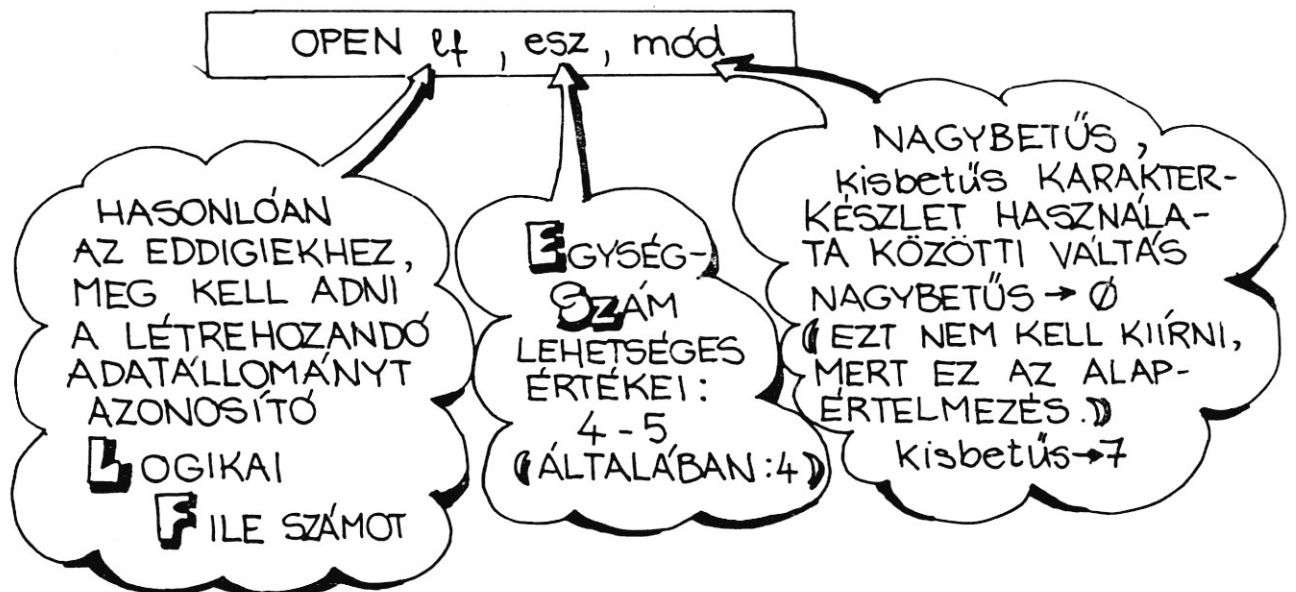 OPEN lf , esz , mód
HASONLÓAN
AZ EDDIGIEKHEZ,
MEG KELL ADNI
A LÉTREHOZANDÓ
ADATÁLLOMÁNYT
AZONOSÍTÓ
LOGIKAI
FILE SZÁMOT
EGYSÉG-
SZÁM
LEHETSÉGES
ÉRTÉKEI:
4-5
(ÁLTALÁBAN:4)
NAGYBETŰS,
kisbetűs KARAKTER-
KÉSZLET HASZNÁLA-
TA KÖZÖTTI VÁLTÁS
NAGYBETŰS → Ø
(EZT NEM KELL KIÍRNI,
MERT EZ AZ ALAP-
ÉRTELMEZÉS.)
kisbetűs→7